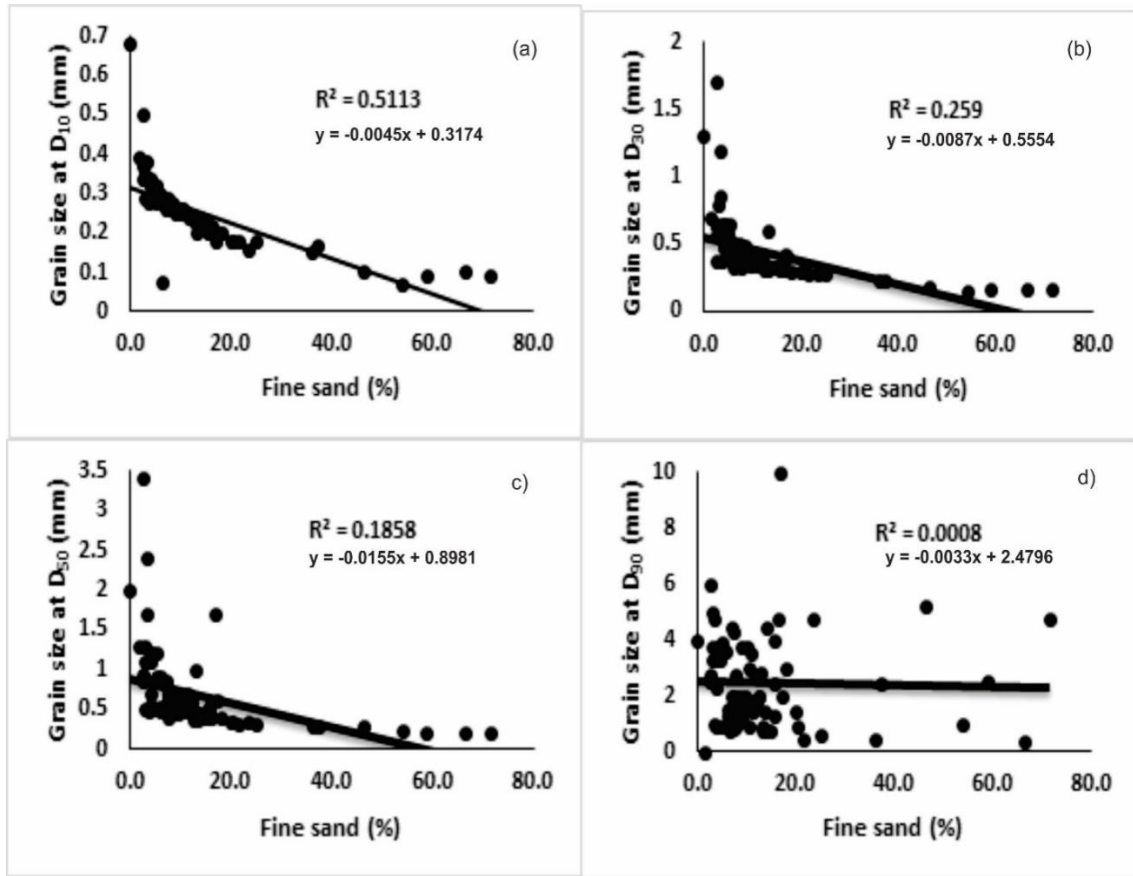 (a)
Grain size at D₁₀ (mm)
0.7
0.6
0.5
0.4
0.3
0.2
0.1
0
R² = 0.5113
y = -0.0045x + 0.3174
0.0 20.0 40.0 60.0 80.0
Fine sand (%)
(b)
Grain size at D₃₀ (mm)
2
1.5
1
0.5
0
R² = 0.259
y = -0.0087x + 0.5554
0.0 20.0 40.0 60.0 80.0
Fine sand (%)
c)
Grain size at D₅₀ (mm)
3.5
3
2.5
2
1.5
1
0.5
0
R² = 0.1858
y = -0.0155x + 0.8981
0.0 20.0 40.0 60.0 80.0
Fine sand (%)
d)
Grain size at D₉₀ (mm)
10
8
6
4
2
0
R² = 0.0008
y = -0.0033x + 2.4796
0.0 20.0 40.0 60.0 80.0
Fine sand (%)